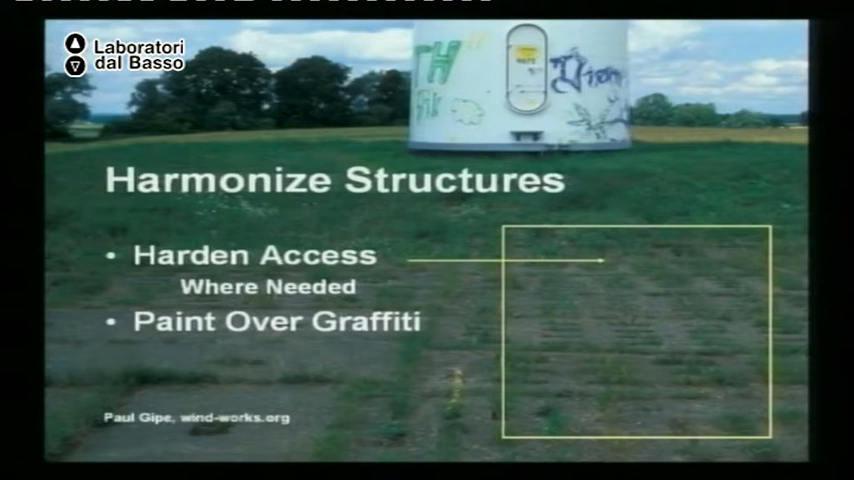 Laboratori
dal Basso
Harmonize Structures
• Harden Access
Where Needed
• Paint Over Graffiti
Paul Gipe, wind-works.org